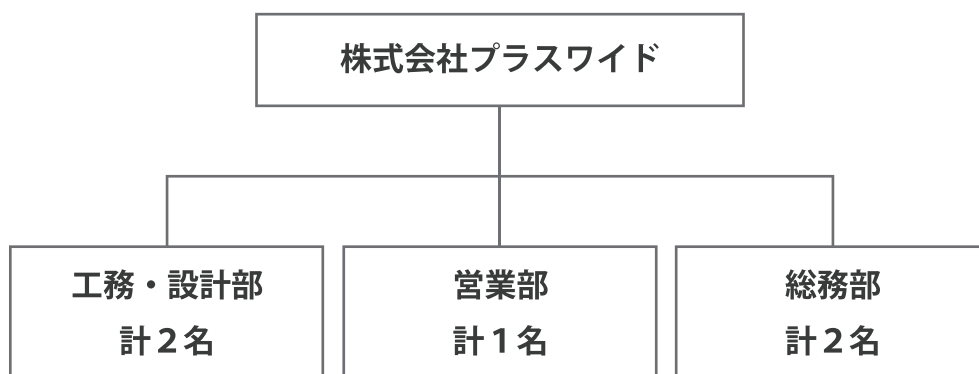 株式会社プラスワイド
工務・設計部
計２名
営業部
計１名
総務部
計２名